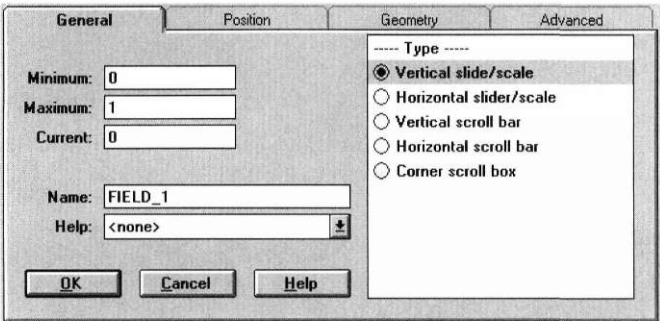 General Position Geometry Advanced
----- Type -----
Vertical slide/scale
Horizontal slider/scale
Vertical scroll bar
Horizontal scroll bar
Corner scroll box
Minimum: 0
Maximum: 1
Current: 0
Name: FIELD_1
Help: <none>
OK Cancel Help